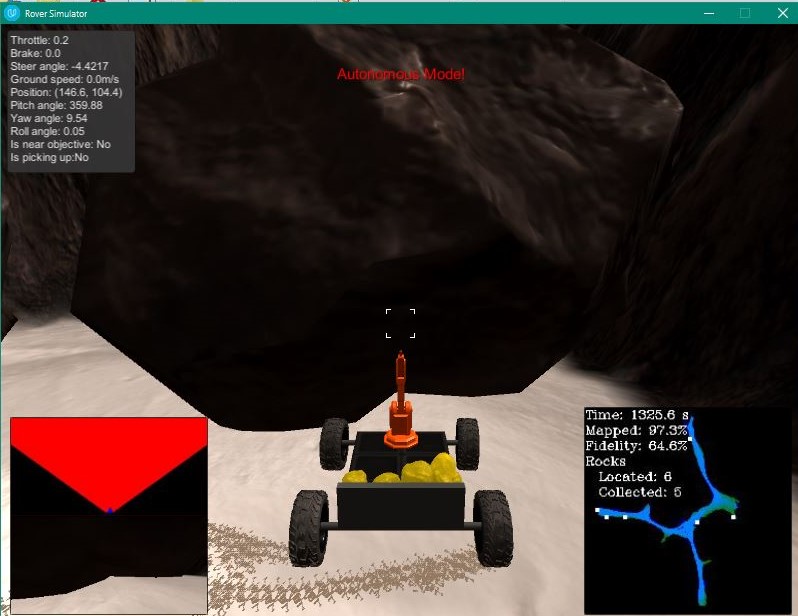 Rover Simulator
Throttle: 0.2
Brake: 0.0
Steer angle: -4.4217
Ground speed: 0.0m/s
Position: (146.6, 104.4)
Pitch angle: 359.88
Yaw angle: 9.54
Roll angle: 0.05
Is near objective: No
Is picking up:No
Autonomous Mode!
Time: 1325.6 s
Mapped: 97.3%
Fidelity: 64.6%
Rocks
Located: 6
Collected: 5